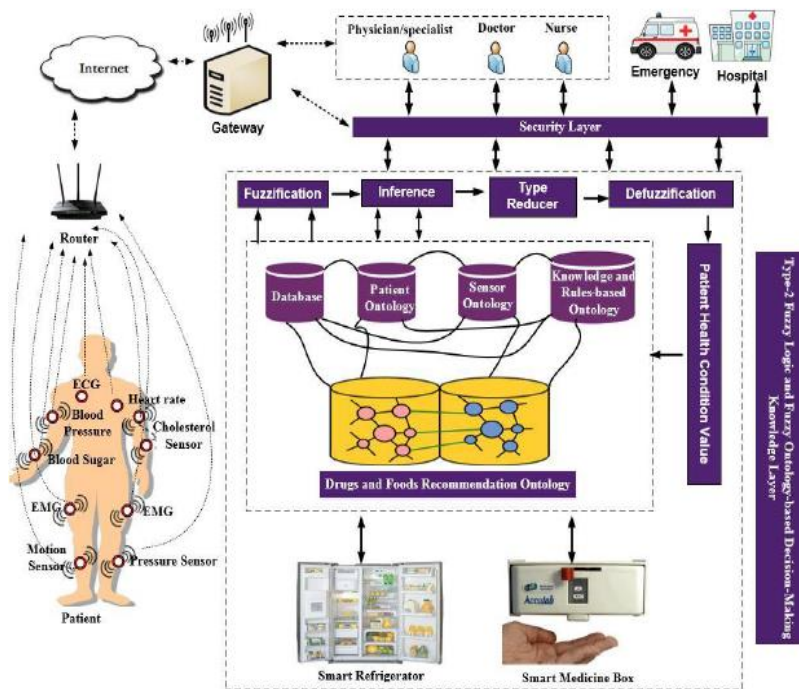 Physician/specialist
Doctor
Nurse
Internet
Gateway
Emergency
Hospital
Security Layer
Router
Fuzzification
Inference
Type
Reducer
Defuzzification
Database
Patient
Ontology
Sensor
Ontology
Knowledge and
Rules-based
Ontology
Patient Health Condition Value
Type-2 Fuzzy Logic and Fuzzy Ontology-based Decision-Making
Knowledge Layer
ECG
Heart rate
Blood
Pressure
Cholesterol
Sensor
Blood Sugar
EMG
EMG
Motion
Sensor
Pressure Sensor
Patient
Drugs and Foods Recommendation Ontology
Accutab
Smart Refrigerator
Smart Medicine Box